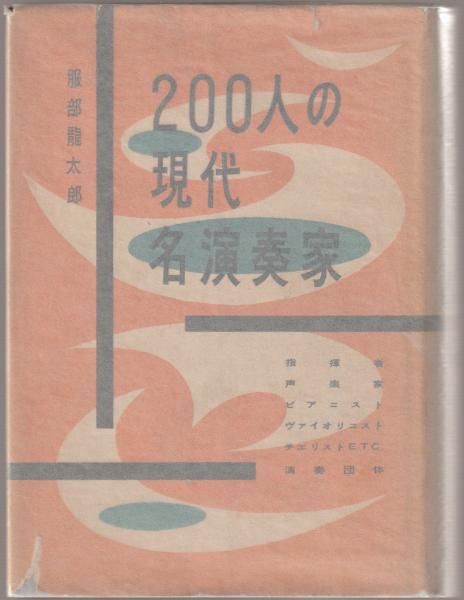 服部龍太郎
200人の
現代
名演奏家
指揮者
声楽家
ピアニスト
ヴァイオリニスト
チェリストETC.
演奏団体